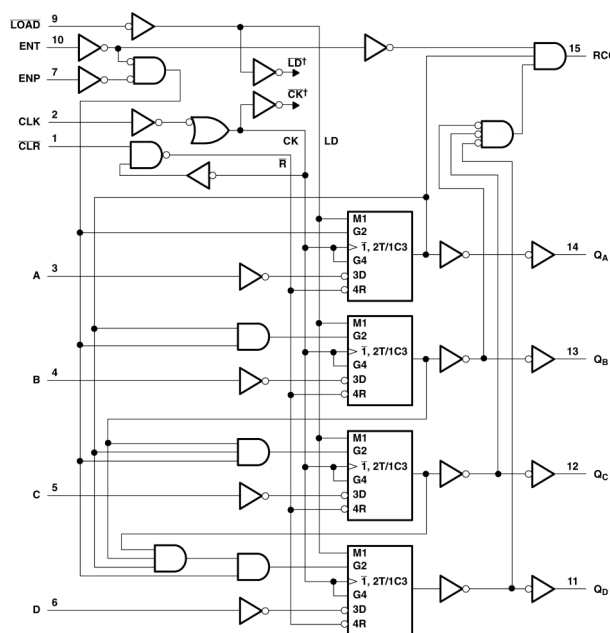 LOAD 9
ENT 10
ENP 7
CLK 2
CLR 1
15 RCO
LD†
CK†
CK LD
R
M1
G2
1, 2T/1C3
G4
3D
4R
A 3
14 QA
M1
G2
1, 2T/1C3
G4
3D
4R
B 4
13 QB
M1
G2
1, 2T/1C3
G4
3D
4R
C 5
12 QC
M1
G2
1, 2T/1C3
G4
3D
4R
D 6
11 QD